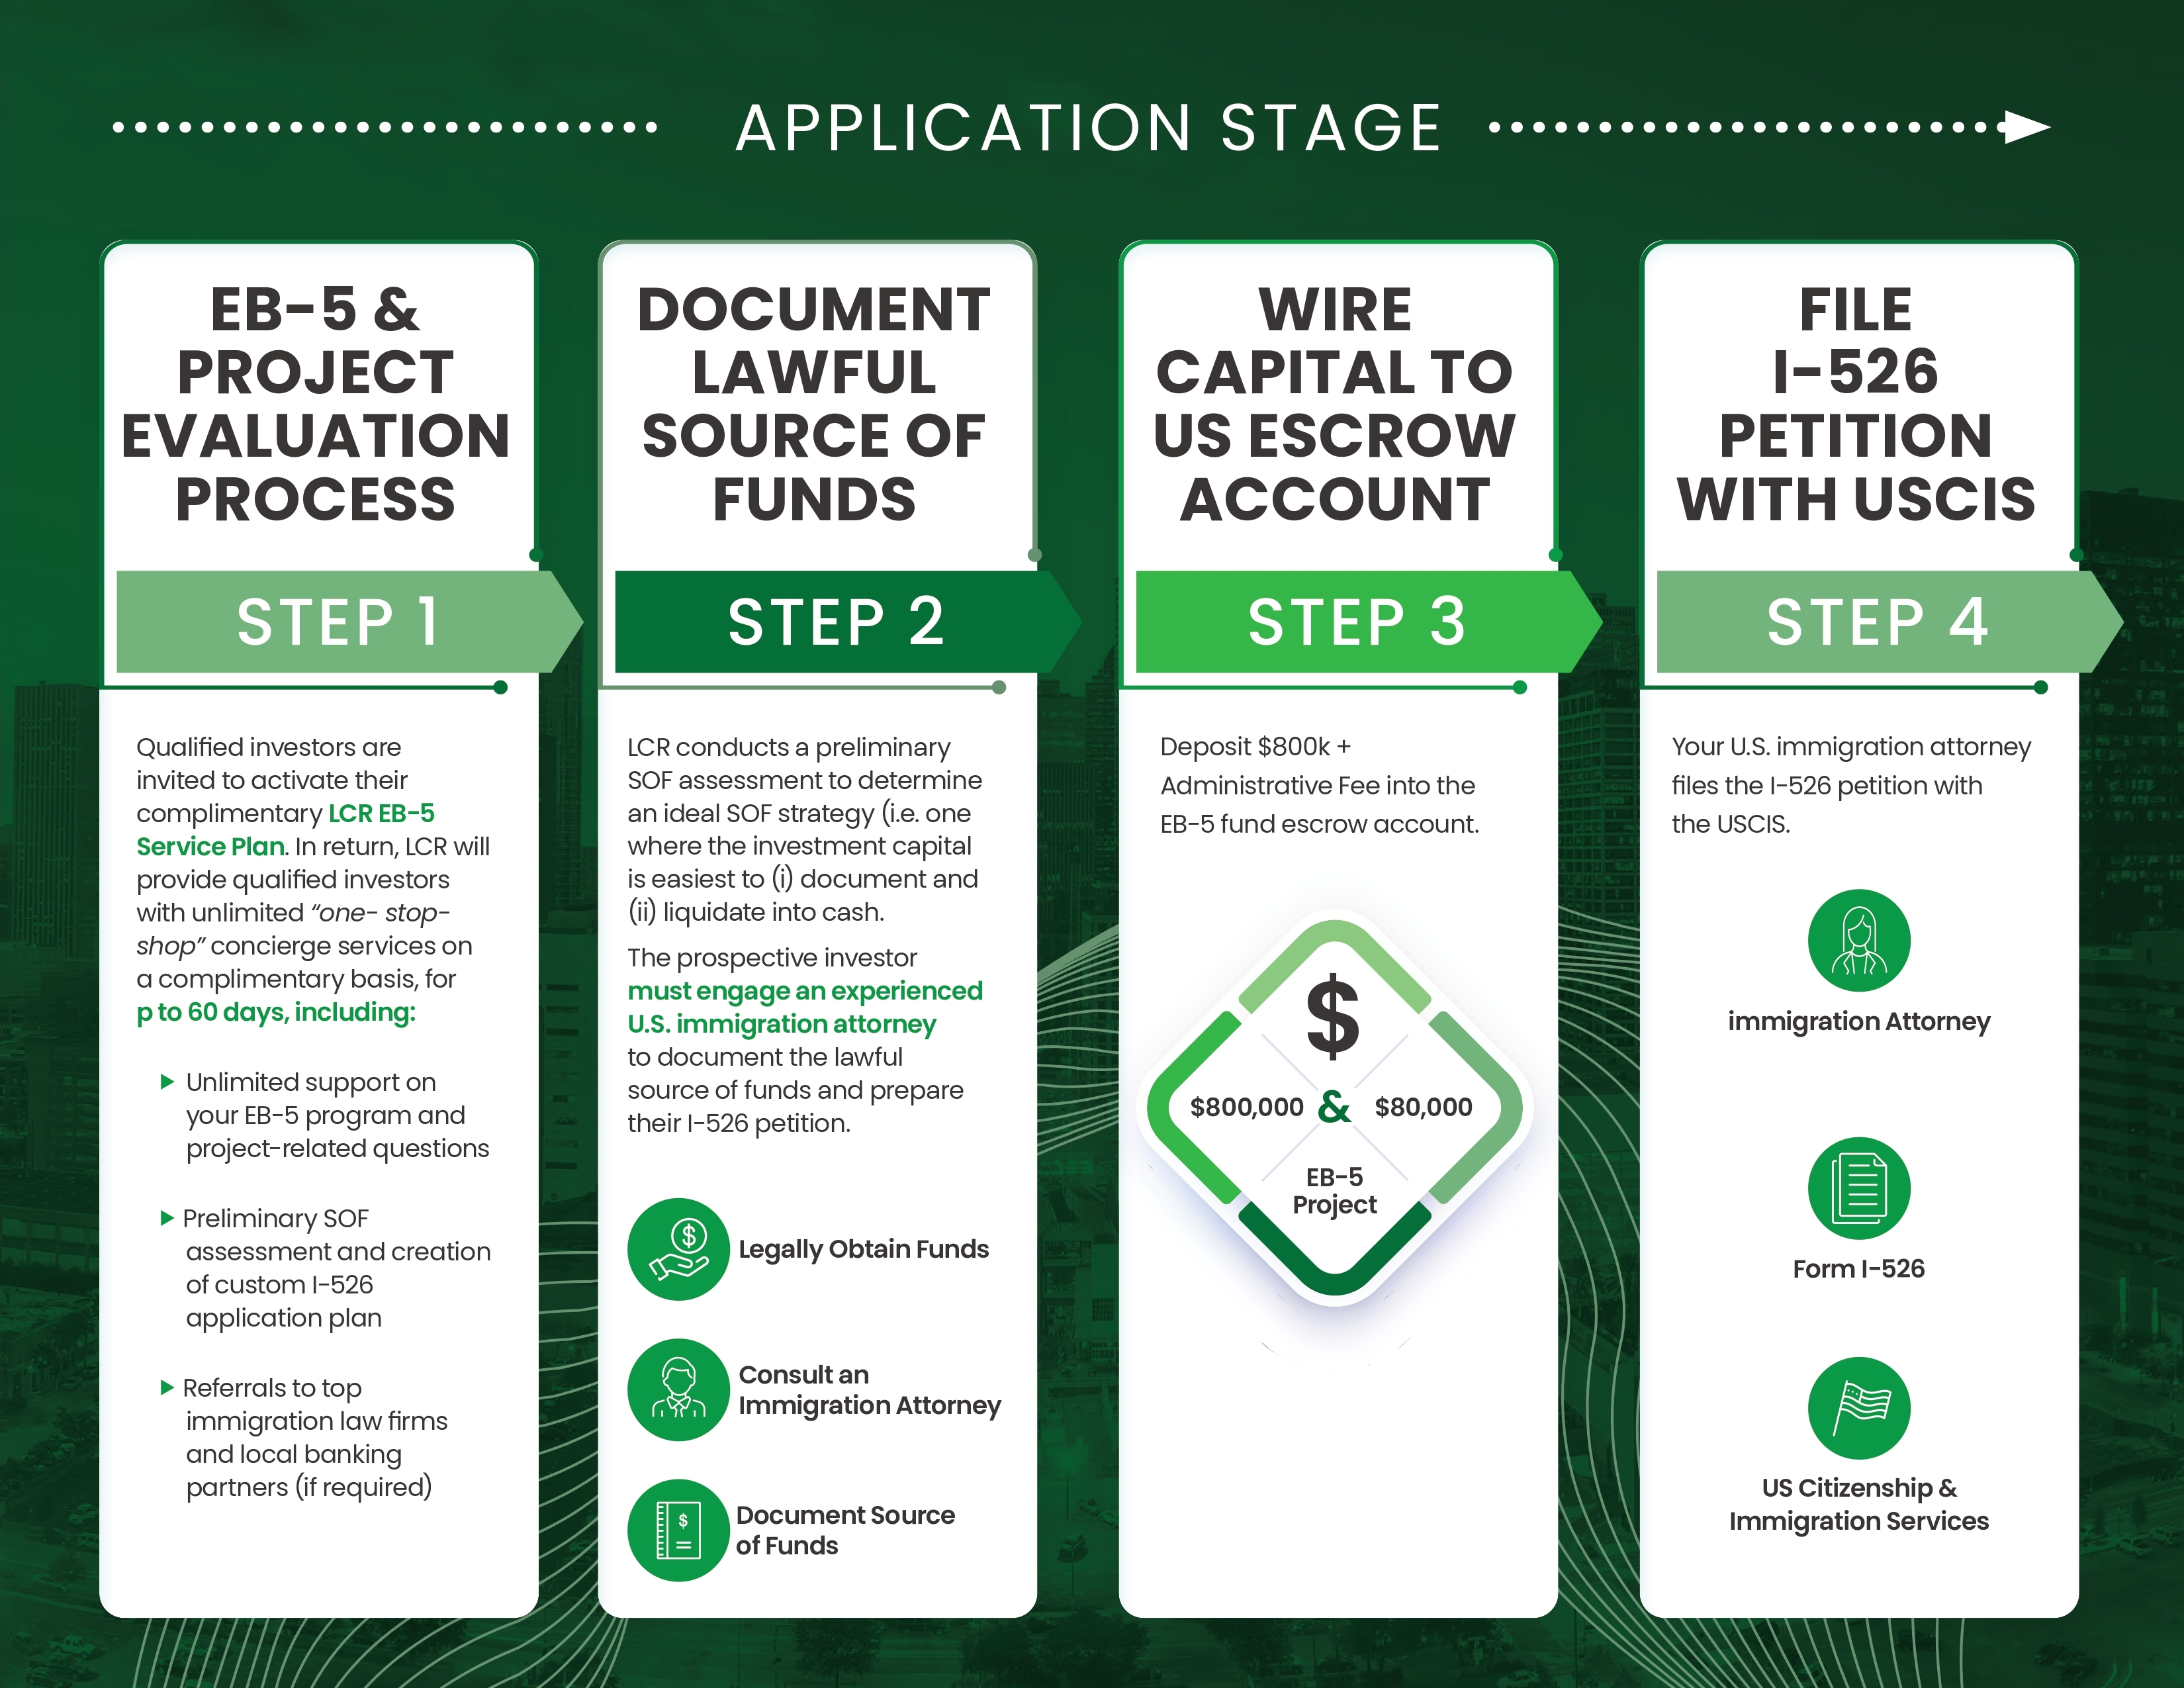 APPLICATION STAGE
EB-5 &
PROJECT
EVALUATION
PROCESS
STEP 1
Qualified investors are
invited to activate their
complimentary LCR EB-5
Service Plan. In return, LCR will
provide qualified investors
with unlimited “one- stop-
shop” concierge services on
a complimentary basis, for
p to 60 days, including:
Unlimited support on
your EB-5 program and
project-related questions
Preliminary SOF
assessment and creation
of custom I-526
application plan
Referrals to top
immigration law firms
and local banking
partners (if required)
DOCUMENT
LAWFUL
SOURCE OF
FUNDS
STEP 2
LCR conducts a preliminary
SOF assessment to determine
an ideal SOF strategy (i.e. one
where the investment capital
is easiest to (i) document and
(ii) liquidate into cash.
The prospective investor
must engage an experienced
U.S. immigration attorney
to document the lawful
source of funds and prepare
their I-526 petition.
$
Legally Obtain Funds
Consult an
Immigration Attorney
$
Document Source
of Funds
WIRE
CAPITAL TO
US ESCROW
ACCOUNT
STEP 3
Deposit $800k +
Administrative Fee into the
EB-5 fund escrow account.
$
$800,000 & $80,000
EB-5
Project
FILE
I-526
PETITION
WITH USCIS
STEP 4
Your U.S. immigration attorney
files the I-526 petition with
the USCIS.
immigration Attorney
Form I-526
US Citizenship &
Immigration Services